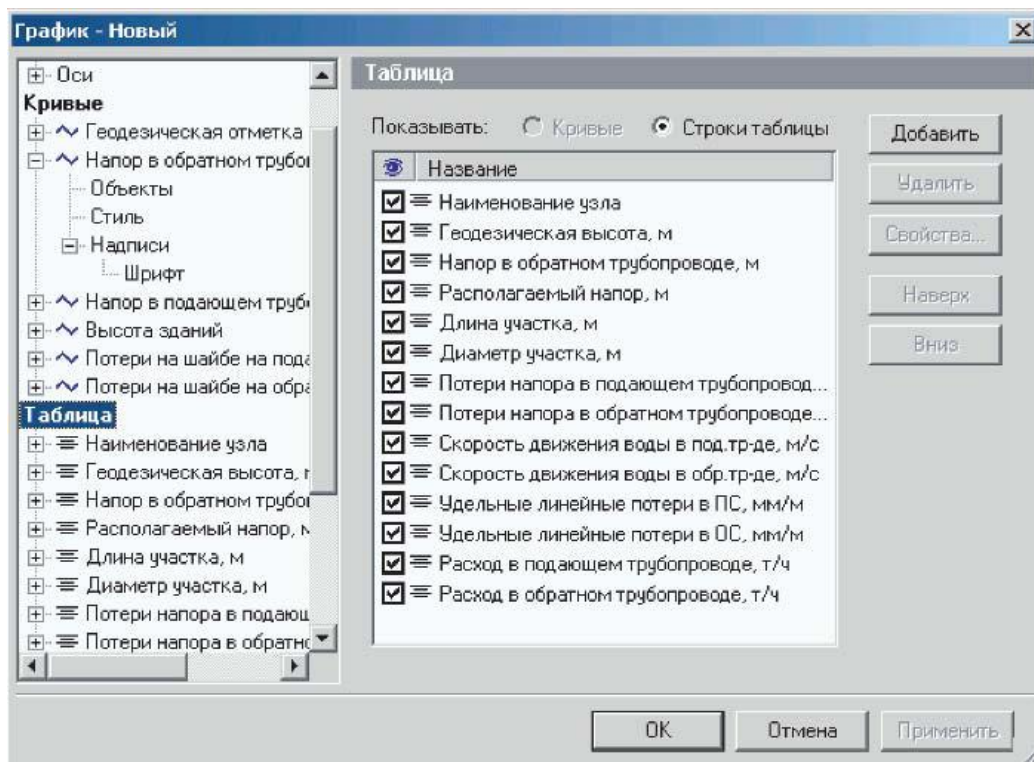 График - Новый
Оси
Кривые
Геодезическая отметка
Напор в обратном трубо
Объекты
Стиль
Надписи
Шрифт
Напор в подающем труб
Высота зданий
Потери на шайбе на пода
Потери на шайбе на обра
Таблица
Наименование узла
Геодезическая высота,
Напор в обратном трубо
Располагаемый напор, м
Длина участка, м
Диаметр участка, м
Потери напора в подающ
Потери напора в обратно
Таблица
Показывать: Кривые Строки таблицы
Название
Наименование узла
Геодезическая высота, м
Напор в обратном трубопроводе, м
Располагаемый напор, м
Длина участка, м
Диаметр участка, м
Потери напора в подающем трубопровод...
Потери напора в обратном трубопроводе...
Скорость движения воды в под.тр-де, м/с
Скорость движения воды в обр.тр-де, м/с
Удельные линейные потери в ПС, мм/м
Удельные линейные потери в ОС, мм/м
Расход в подающем трубопроводе, т/ч
Расход в обратном трубопроводе, т/ч
Добавить
Удалить
Свойства...
Наверх
Вниз
OK
Отмена
Применить